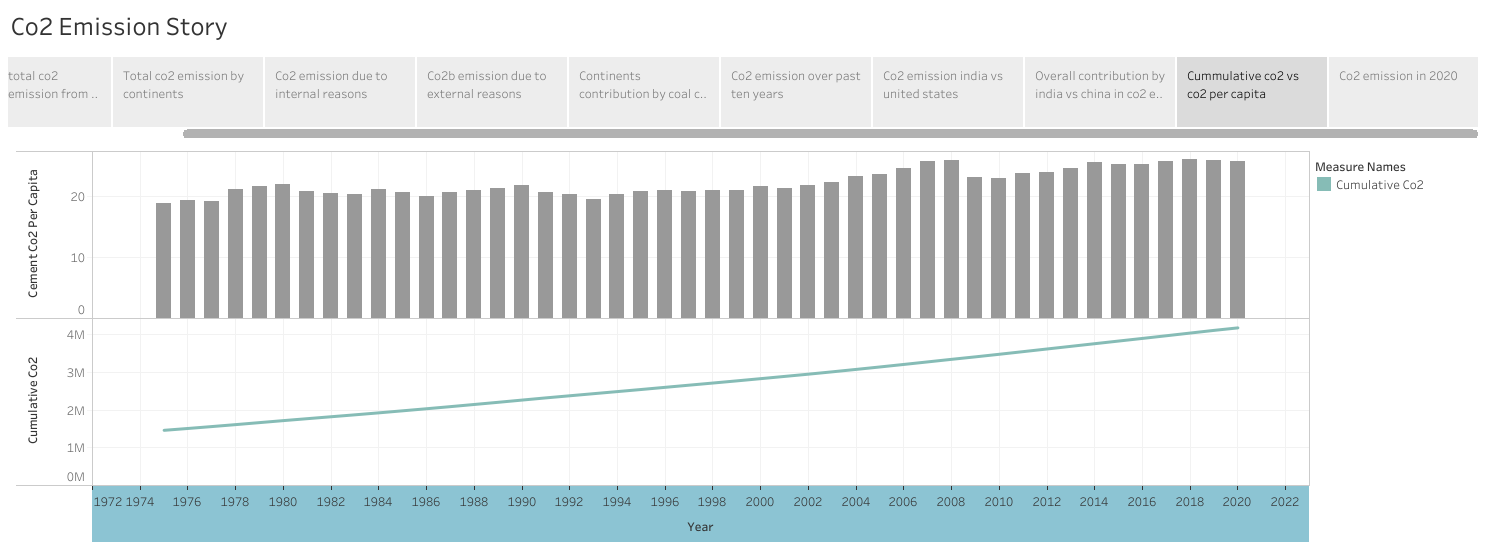 Co2 Emission Story
total co2
emission from ..
Total co2 emission by
continents
Co2 emission due to
internal reasons
Co2b emission due to
external reasons
Continents
contribution by coal c..
Co2 emission over past
ten years
Co2 emission india vs
united states
Overall contribution by
india vs china in co2 e..
Cummulative co2 vs
co2 per capita
Co2 emission in 2020
Cement Co2 Per Capita
20
10
0
Measure Names
Cumulative Co2
Cumulative Co2
4M
3M
2M
1M
0M
1972 1974 1976 1978 1980 1982 1984 1986 1988 1990 1992 1994 1996 1998 2000 2002 2004 2006 2008 2010 2012 2014 2016 2018 2020 2022
Year